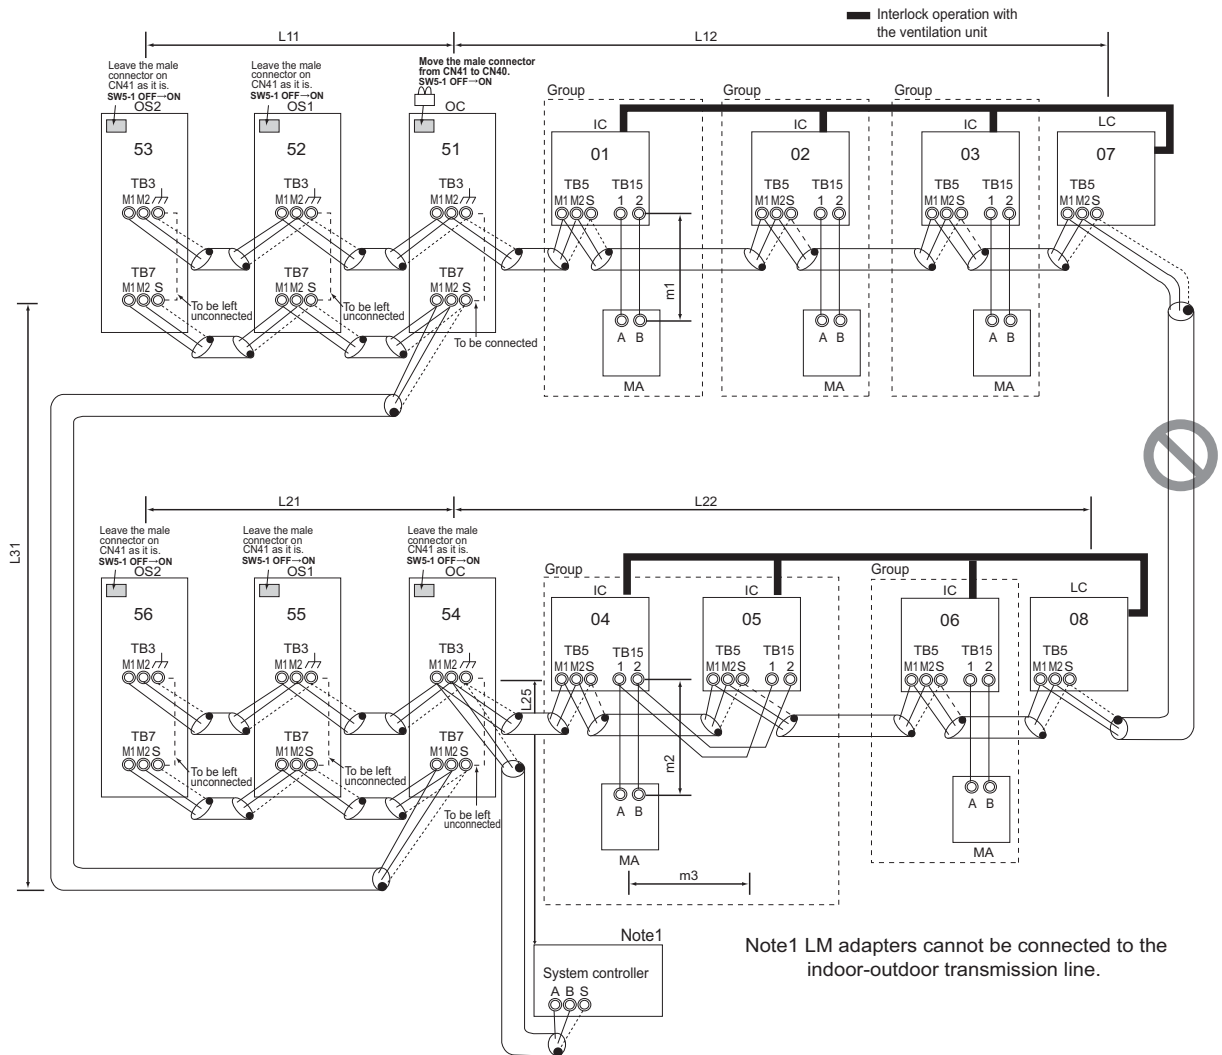 Interlock operation with
the ventilation unit
L11
L12
Leave the male
connector on
CN41 as it is.
SW5-1 OFF→ON
OS2
Leave the male
connector on
CN41 as it is.
SW5-1 OFF→ON
OS1
Move the male connector
from CN41 to CN40.
SW5-1 OFF→ON
OC
Group
Group
Group
IC
IC
IC
LC
53
52
51
01
02
03
07
TB3
TB3
TB3
TB5 TB15
TB5 TB15
TB5 TB15
TB5
M1 M2
M1 M2
M1 M2
M1 M2 S 1 2
M1 M2 S 1 2
M1 M2 S 1 2
M1 M2 S
TB7
TB7
TB7
M1 M2 S
M1 M2 S
M1 M2 S
To be left
unconnected
To be left
unconnected
To be connected
m1
A B
A B
A B
MA
MA
MA
L31
L21
L22
Leave the male
connector on
CN41 as it is.
SW5-1 OFF→ON
OS2
Leave the male
connector on
CN41 as it is.
SW5-1 OFF→ON
OS1
Leave the male
connector on
CN41 as it is.
SW5-1 OFF→ON
OC
Group
Group
IC
IC
IC
LC
56
55
54
04
05
06
08
TB3
TB3
TB3
TB5 TB15
TB5 TB15
TB5 TB15
TB5
M1 M2
M1 M2
M1 M2
M1 M2 S 1 2
M1 M2 S 1 2
M1 M2 S 1 2
M1 M2 S
L25
TB7
TB7
TB7
M1 M2 S
M1 M2 S
M1 M2 S
To be left
unconnected
To be left
unconnected
To be left
unconnected
m2
A B
A B
MA
MA
m3
Note1
System controller
A B S
Note1 LM adapters cannot be connected to the
indoor-outdoor transmission line.